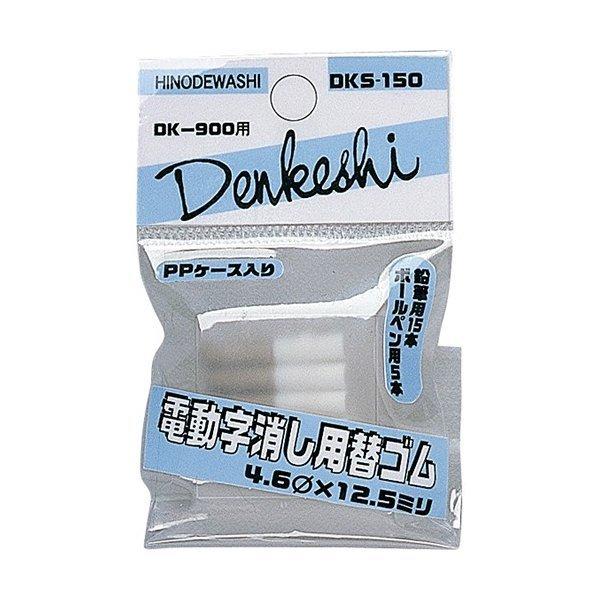 HINODEWASHI
DKS-150
DK-900用
Denkeshi
PPケース入り
鉛筆用15本
ボールペン用5本
電動字消し用替ゴム
4.6∅×12.5ミリ